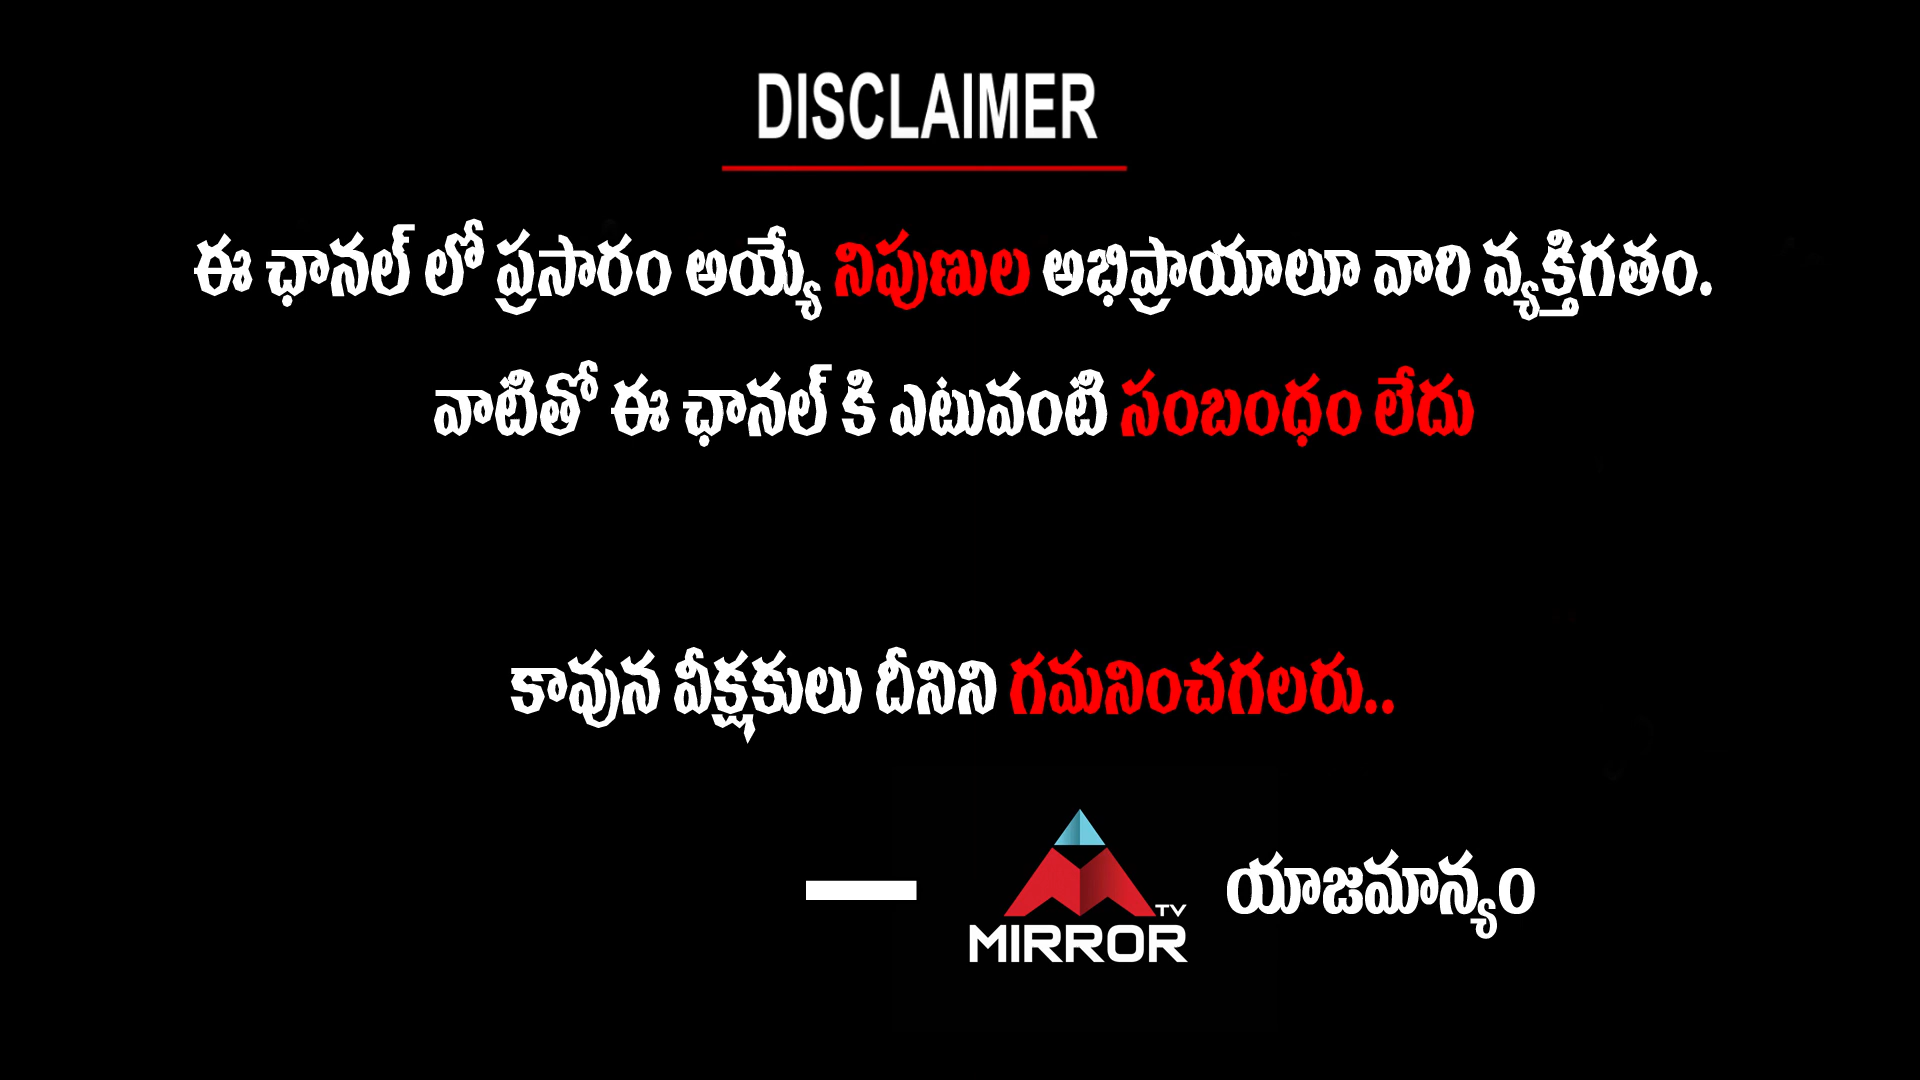 DISCLAIMER
ఈ ఛానల్ లో ప్రసారం అయ్యే నిపుణుల అభిప్రాయాలూ వారి వ్యక్తిగతం.
వాటితో ఈ ఛానల్ కి ఎటువంటి సంబంధం లేదు
కావున వీక్షకులు దీనిని గమనించగలరు..
— MIRROR TV యాజమాన్యం